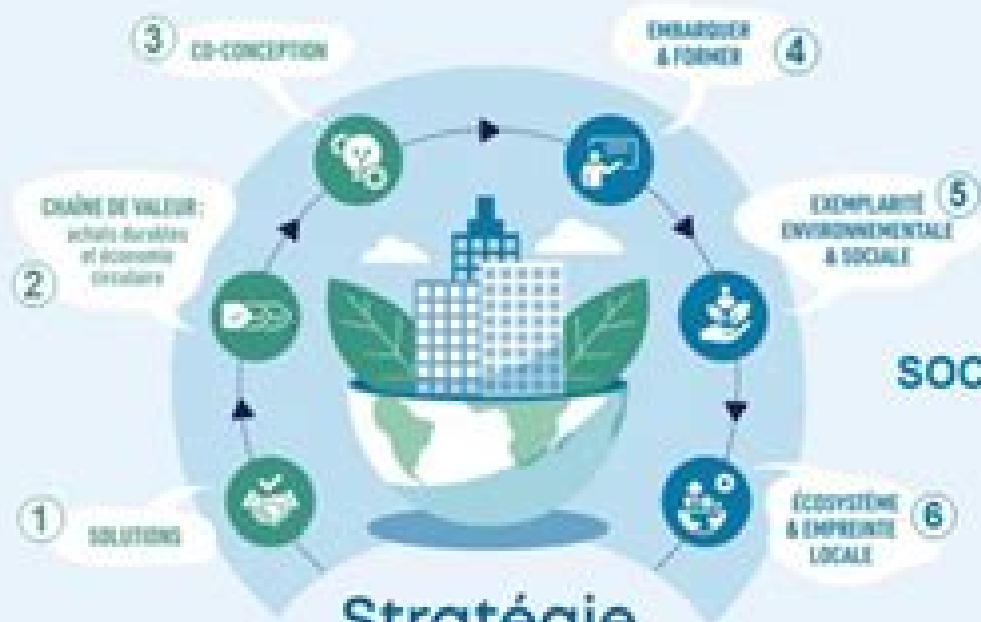 3
CO-CONCEPTION
EMBARQUER
& FORMER
4
CHAÎNE DE VALEUR :
achats durables
et économie
circulaire
2
EXEMPLARITÉ
ENVIRONNEMENTALE
& SOCIALE
5
SOC
1
SOLUTIONS
ÉCOSYSTÈME
& EMPREINTE
LOCALE
6
Stratégie